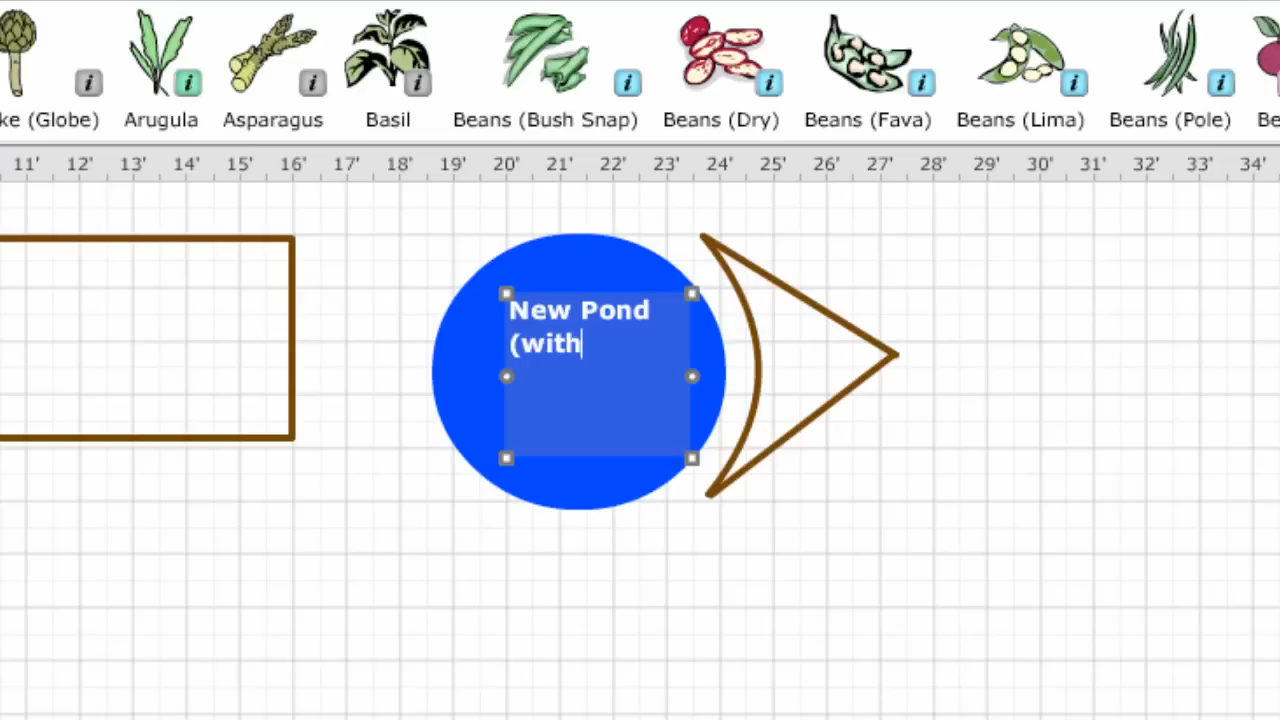 ke (Globe) Arugula Asparagus Basil Beans (Bush Snap) Beans (Dry) Beans (Fava) Beans (Lima) Beans (Pole) Be
11' 12' 13' 14' 15' 16' 17' 18' 19' 20' 21' 22' 23' 24' 25' 26' 27' 28' 29' 30' 31' 32' 33' 34'
New Pond
(with